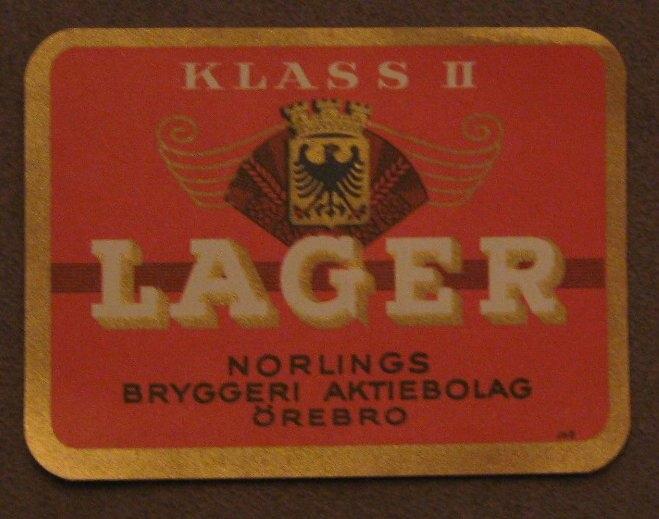 KLASS II
LAGER
NORLINGS
BRYGGERI AKTIEBOLAG
ÖREBRO